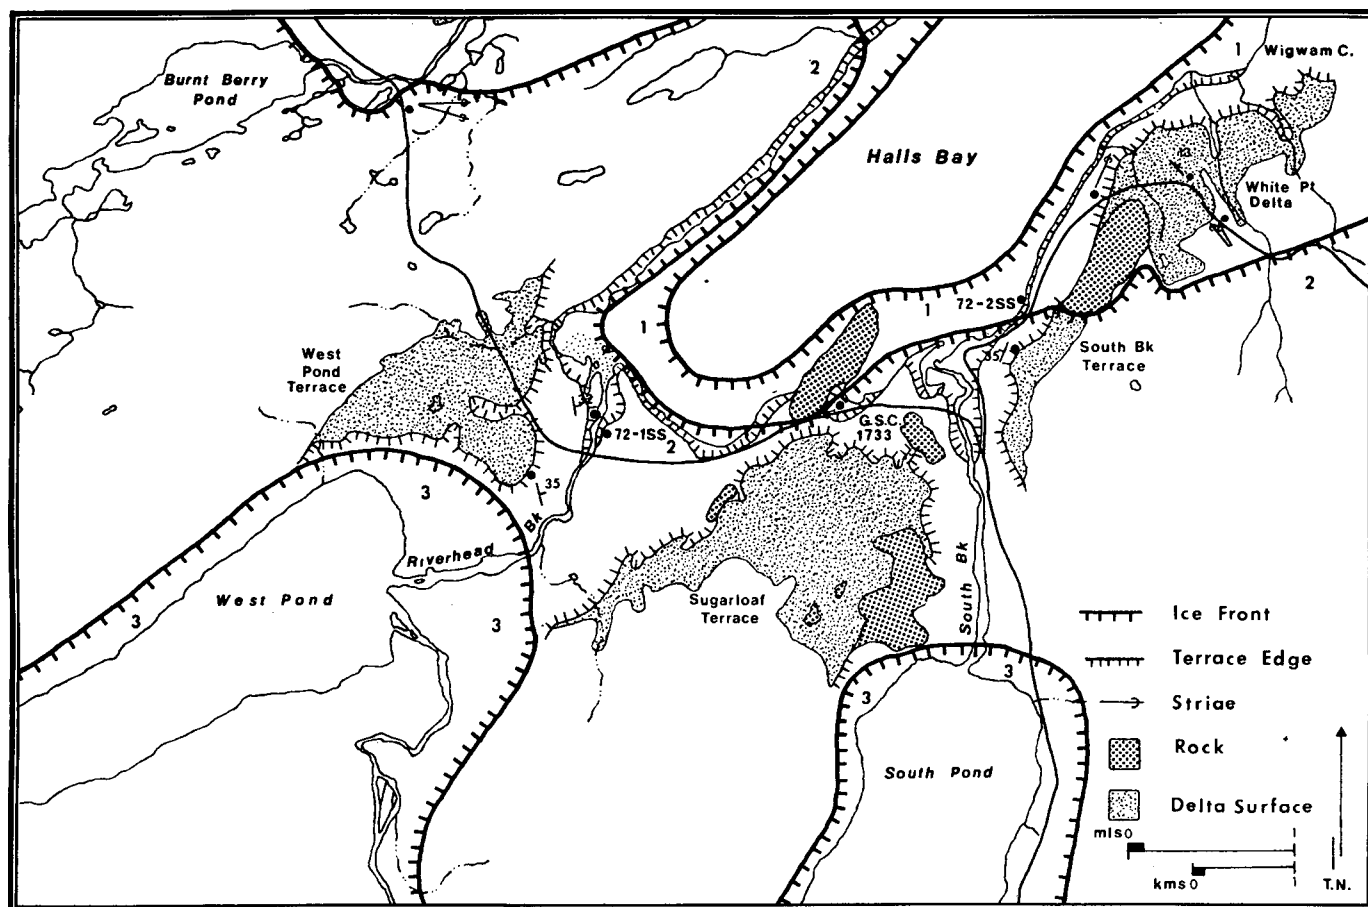 1
Wigwam C.
2
Burnt Berry
Pond
Halls Bay
13
White Pt
Delta
2
72-2SS
1
1
West
Pond
Terrace
35
South Bk
Terrace
G.S.C.
1733
72-1SS
2
3
35
Riverhead Bk
West Pond
3
3
Sugarloaf
Terrace
South Bk
3
3
South Pond
Ice Front
Terrace Edge
Striae
Rock
Delta Surface
mls 0 1
kms 0 1
T.N.